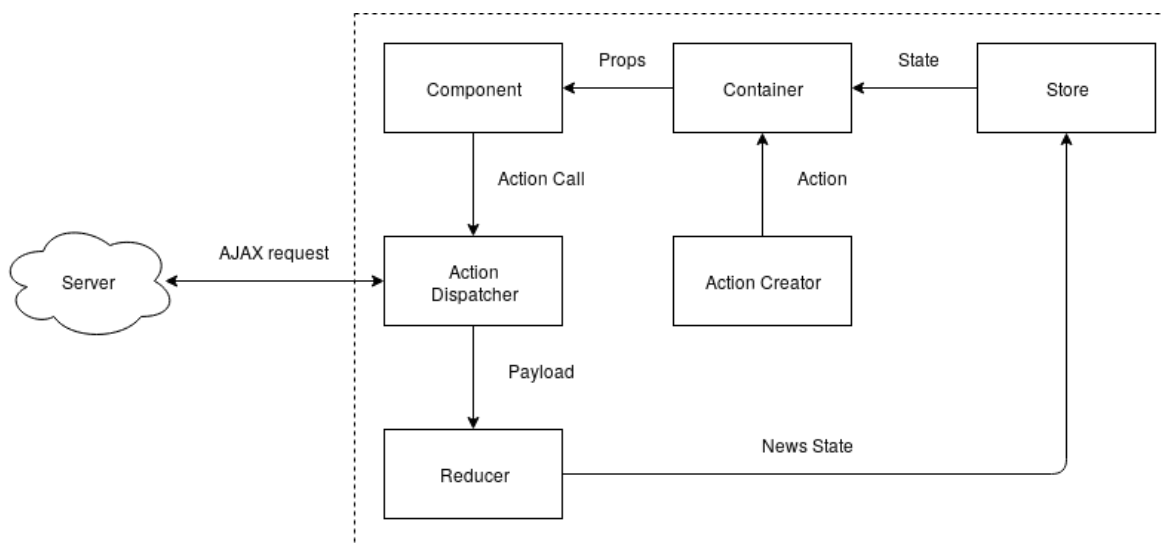 Props
State
Component
Container
Store
Action Call
Action
AJAX request
Server
Action
Dispatcher
Action Creator
Payload
News State
Reducer